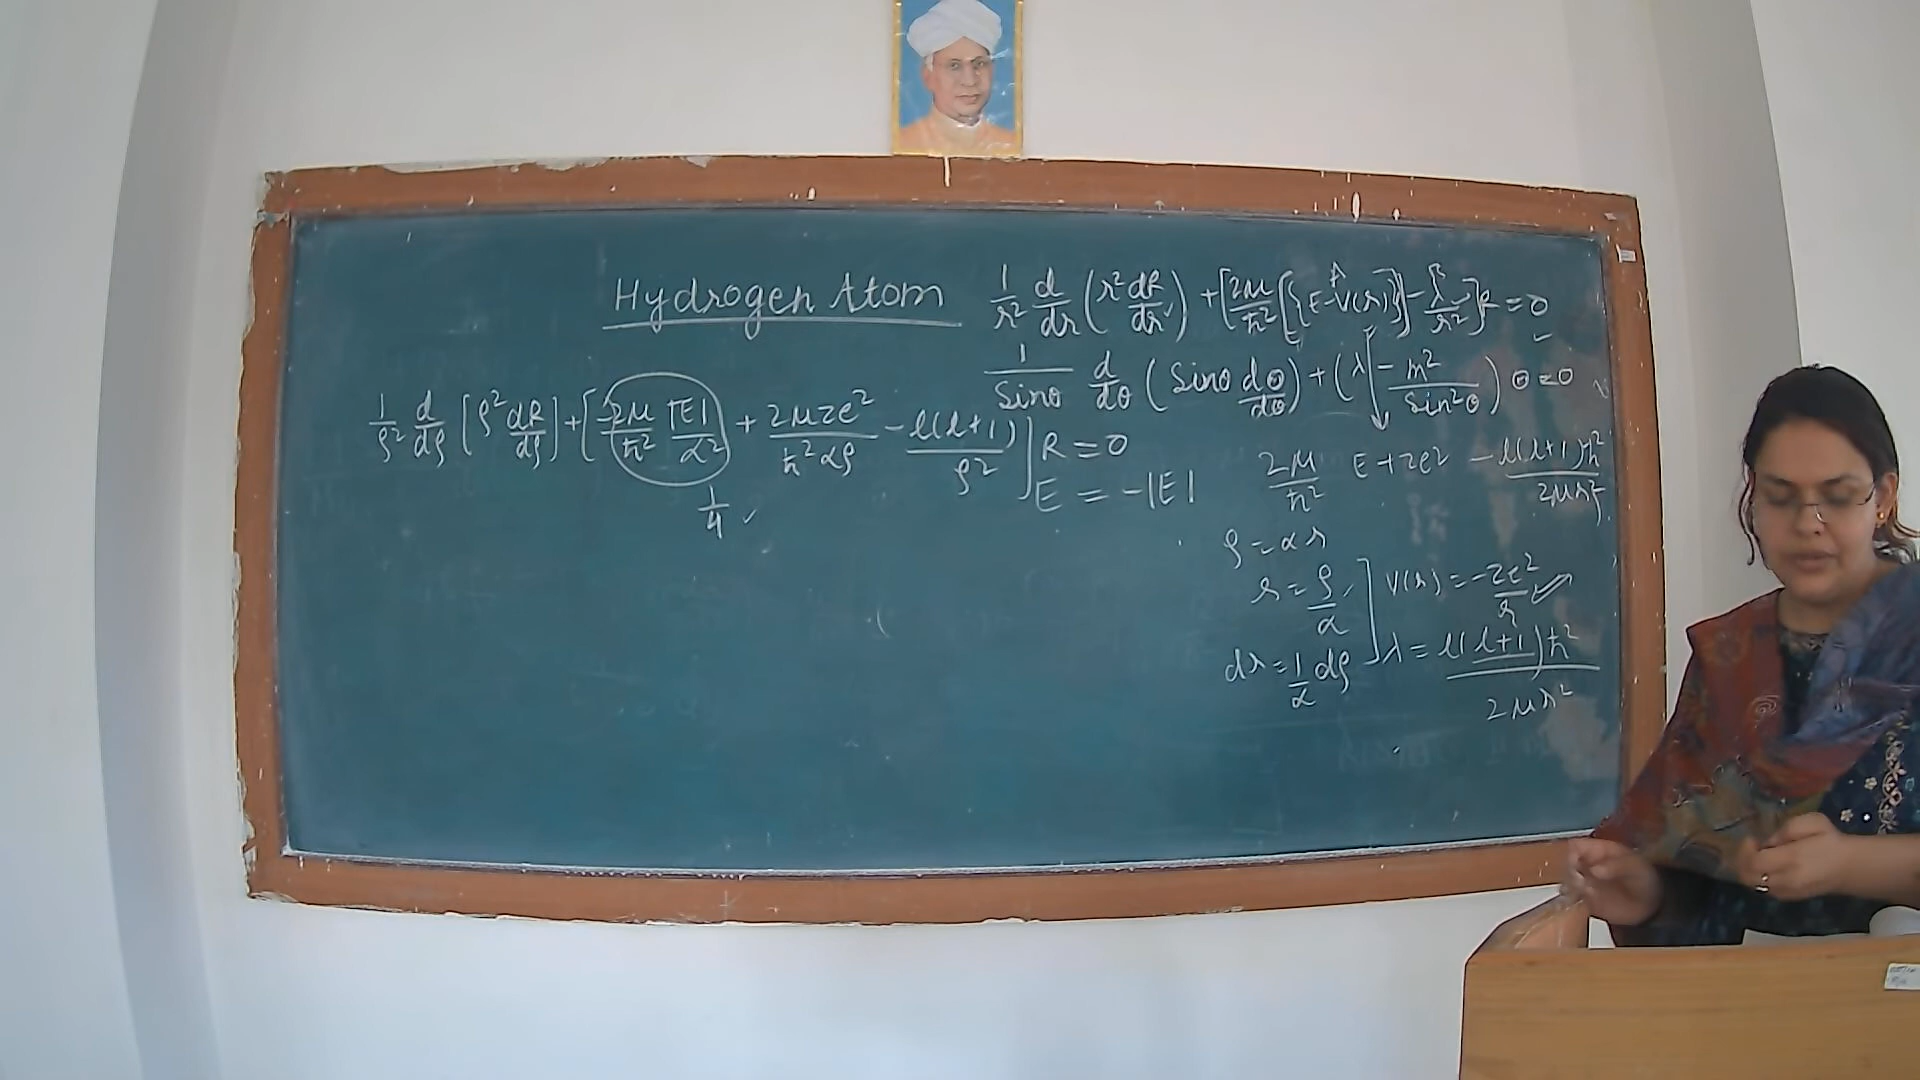 Hydrogen Atom
1/r² d/dr (r² dR/dr) + [2μ/ħ² [{E-V(r)}] - λ/r²] R = 0
1/Sinθ d/dθ (Sinθ dΘ/dθ) + (λ - m²/Sin²θ) Θ = 0
1/ρ² d/dρ [ρ² dR/dρ] + [-2μ/ħ² |E|/α² + 2μze²/ħ²αρ - l(l+1)/ρ²] R = 0
1/4
E = -|E|
2μ/ħ² E + ze² - l(l+1)ħ²/2μr²
ρ = αr
r = ρ/α
dr = 1/α dρ
V(r) = -ze²/r
λ = l(l+1)ħ²/2μr²